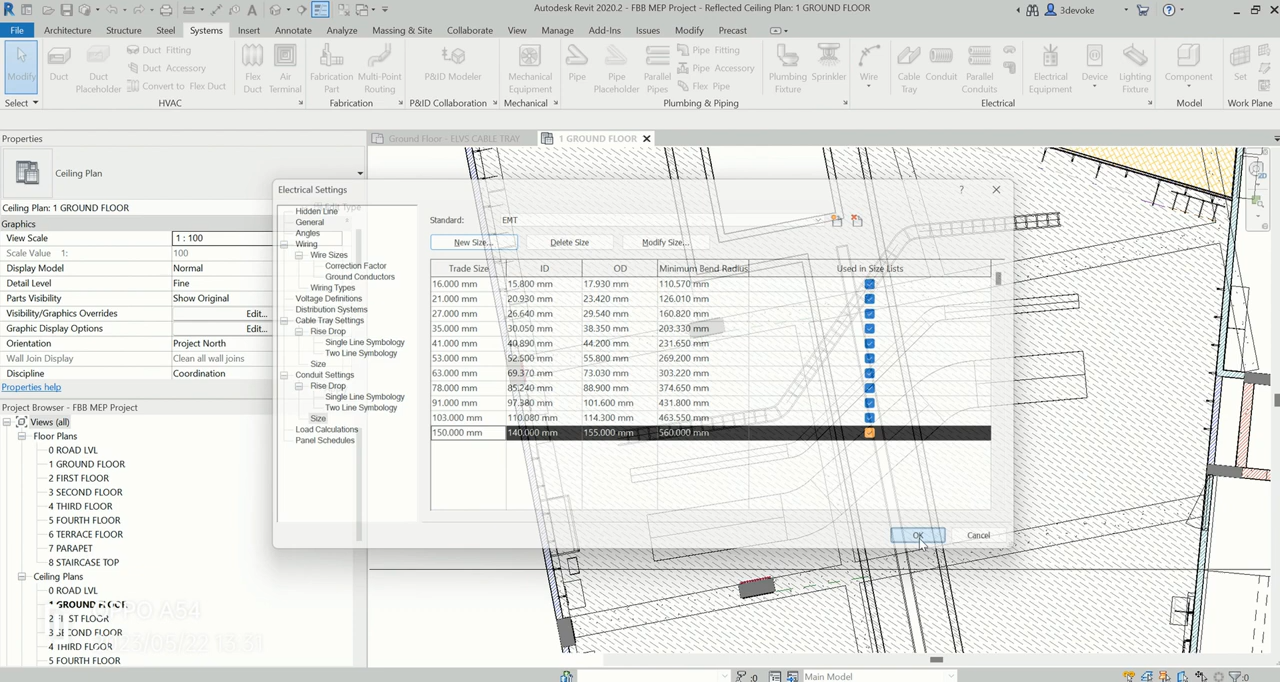 Autodesk Revit 2020.2 - FBB MEP Project - Reflected Ceiling Plan: 1 GROUND FLOOR
3devoke
File Architecture Structure Steel Systems Insert Annotate Analyze Massing & Site Collaborate View Manage Add-Ins Issues Modify Precast
Modify
Duct
Duct Placeholder
Duct Fitting
Duct Accessory
Convert to Flex Duct
Flex Duct
Air Terminal
Fabrication Part
Multi-Point Routing
P&ID Modeler
Mechanical Equipment
Pipe
Pipe Placeholder
Parallel Pipes
Pipe Fitting
Pipe Accessory
Flex Pipe
Plumbing Fixture
Sprinkler
Wire
Cable Tray
Conduit
Parallel Conduits
Electrical Equipment
Device
Lighting Fixture
Component
Set
Select HVAC Fabrication P&ID Collaboration Mechanical Plumbing & Piping Electrical Model Work Plane
Properties
Ground Floor - ELVS CABLE TRAY
1 GROUND FLOOR
Ceiling Plan
Ceiling Plan: 1 GROUND FLOOR
Edit Type
Graphics
View Scale 1 : 100
Scale Value 1: 100
Display Model Normal
Detail Level Fine
Parts Visibility Show Original
Visibility/Graphics Overrides Edit...
Graphic Display Options Edit...
Orientation Project North
Wall Join Display Clean all wall joins
Discipline Coordination
Properties help
Project Browser - FBB MEP Project
Views (all)
Floor Plans
0 ROAD LVL
1 GROUND FLOOR
2 FIRST FLOOR
3 SECOND FLOOR
4 THIRD FLOOR
5 FOURTH FLOOR
6 TERRACE FLOOR
7 PARAPET
8 STAIRCASE TOP
Ceiling Plans
0 ROAD LVL
1 GROUND FLOOR
2 FIRST FLOOR
3 SECOND FLOOR
4 THIRD FLOOR
5 FOURTH FLOOR
Electrical Settings
?
Hidden Line
General
Angles
Wiring
Wire Sizes
Correction Factor
Ground Conductors
Wiring Types
Voltage Definitions
Distribution Systems
Cable Tray Settings
Rise Drop
Single Line Symbology
Two Line Symbology
Size
Conduit Settings
Rise Drop
Single Line Symbology
Two Line Symbology
Size
Load Calculations
Panel Schedules
Standard: EMT
New Size... Delete Size Modify Size...
Trade Size ID OD Minimum Bend Radius Used in Size Lists
16.000 mm 15.800 mm 17.930 mm 110.570 mm
21.000 mm 20.930 mm 23.420 mm 126.010 mm
27.000 mm 26.640 mm 29.540 mm 160.820 mm
35.000 mm 30.050 mm 38.350 mm 203.330 mm
41.000 mm 40.890 mm 44.200 mm 231.650 mm
53.000 mm 52.500 mm 55.800 mm 269.200 mm
63.000 mm 69.370 mm 73.030 mm 303.220 mm
78.000 mm 85.240 mm 88.900 mm 374.650 mm
91.000 mm 97.380 mm 101.600 mm 431.800 mm
103.000 mm 110.080 mm 114.300 mm 463.550 mm
150.000 mm 140.000 mm 155.000 mm 560.000 mm
OK Cancel
A54
:0
Main Model
:0